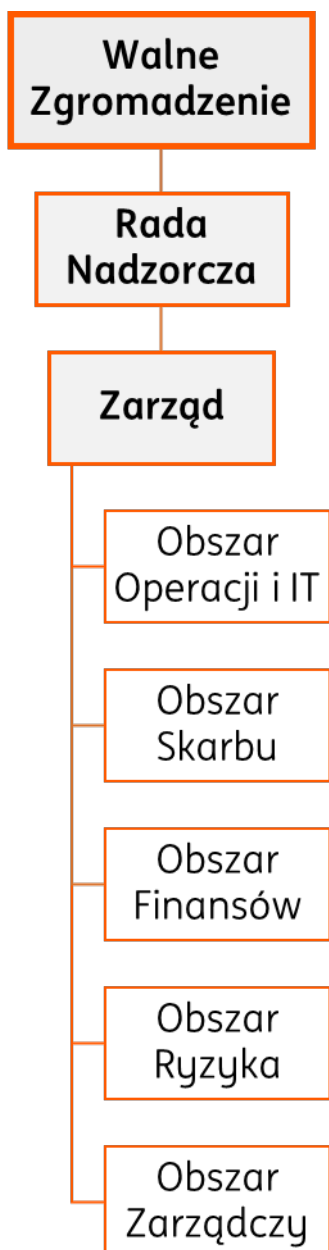 Walne
Zgromadzenie
Rada
Nadzorcza
Zarząd
Obszar
Operacji i IT
Obszar
Skarbu
Obszar
Finansów
Obszar
Ryzyka
Obszar
Zarządczy